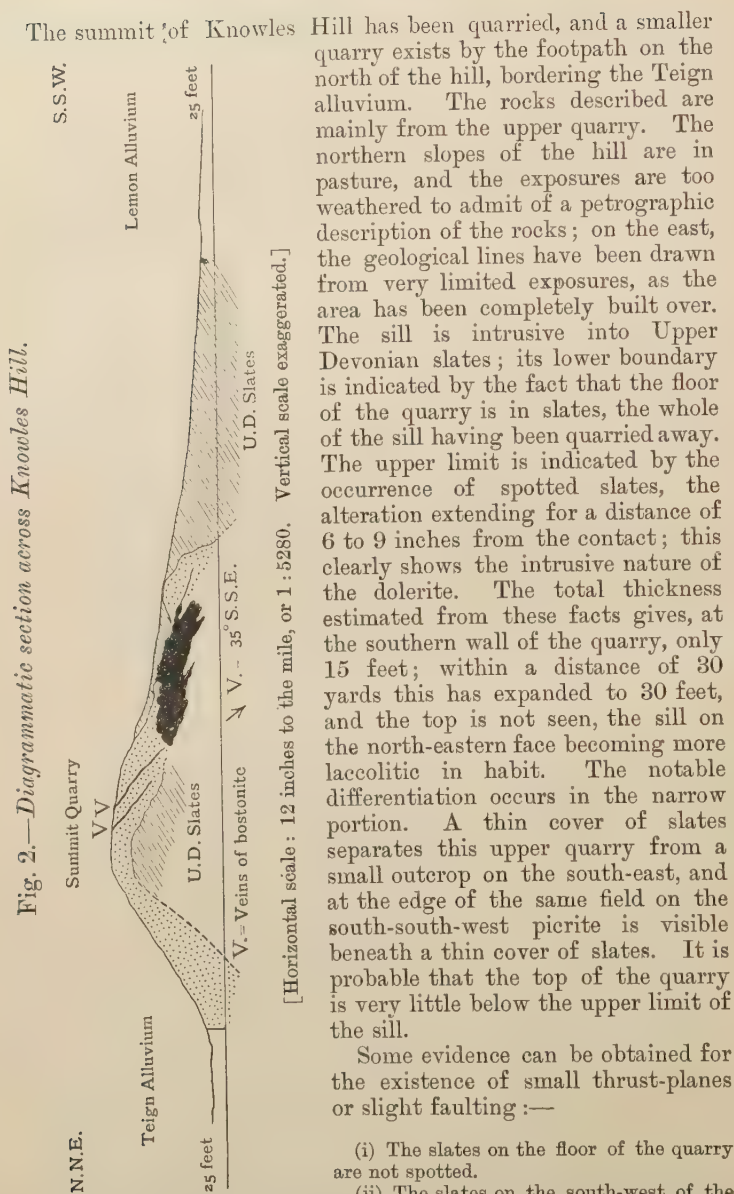 The summit of Knowles Hill has been quarried, and a smaller
quarry exists by the footpath on the
north of the hill, bordering the Teign
alluvium. The rocks described are
mainly from the upper quarry. The
northern slopes of the hill are in
pasture, and the exposures are too
weathered to admit of a petrographic
description of the rocks; on the east,
the geological lines have been drawn
from very limited exposures, as the
area has been completely built over.
The sill is intrusive into Upper
Devonian slates; its lower boundary
is indicated by the fact that the floor
of the quarry is in slates, the whole
of the sill having been quarried away.
The upper limit is indicated by the
occurrence of spotted slates, the
alteration extending for a distance of
6 to 9 inches from the contact; this
clearly shows the intrusive nature of
the dolerite. The total thickness
estimated from these facts gives, at
the southern wall of the quarry, only
15 feet; within a distance of 30
yards this has expanded to 30 feet,
and the top is not seen, the sill on
the north-eastern face becoming more
laccolitic in habit. The notable
differentiation occurs in the narrow
portion. A thin cover of slates
separates this upper quarry from a
small outcrop on the south-east, and
at the edge of the same field on the
south-south-west picrite is visible
beneath a thin cover of slates. It is
probable that the top of the quarry
is very little below the upper limit of
the sill.
Some evidence can be obtained for
the existence of small thrust-planes
or slight faulting :—
(i) The slates on the floor of the quarry
are not spotted.
(ii) The slates on the south-west of the
Fig. 2.—Diagrammatic section across Knowles Hill.
N.N.E.
S.S.W.
Summit Quarry
Teign Alluvium
Lemon Alluvium
V V
25 feet
25 feet
U.D. Slates
U.D. Slates
V. = Veins of bostonite
V. - 35° S.S.E.
[Horizontal scale: 12 inches to the mile, or 1 : 5280. Vertical scale exaggerated.]